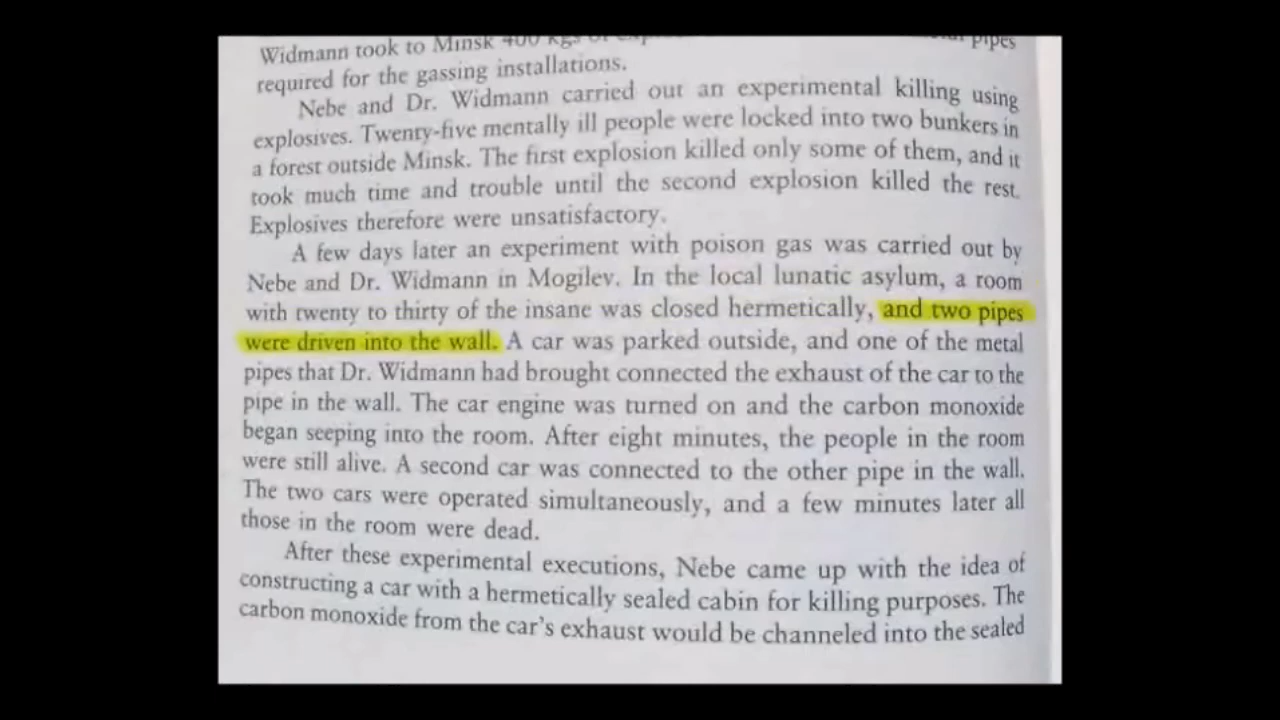 Widmann took to Minsk 400 kgs of pipes
required for the gassing installations.
Nebe and Dr. Widmann carried out an experimental killing using
explosives. Twenty-five mentally ill people were locked into two bunkers in
a forest outside Minsk. The first explosion killed only some of them, and it
took much time and trouble until the second explosion killed the rest.
Explosives therefore were unsatisfactory.
A few days later an experiment with poison gas was carried out by
Nebe and Dr. Widmann in Mogilev. In the local lunatic asylum, a room
with twenty to thirty of the insane was closed hermetically, and two pipes
were driven into the wall. A car was parked outside, and one of the metal
pipes that Dr. Widmann had brought connected the exhaust of the car to the
pipe in the wall. The car engine was turned on and the carbon monoxide
began seeping into the room. After eight minutes, the people in the room
were still alive. A second car was connected to the other pipe in the wall.
The two cars were operated simultaneously, and a few minutes later all
those in the room were dead.
After these experimental executions, Nebe came up with the idea of
constructing a car with a hermetically sealed cabin for killing purposes. The
carbon monoxide from the car's exhaust would be channeled into the sealed